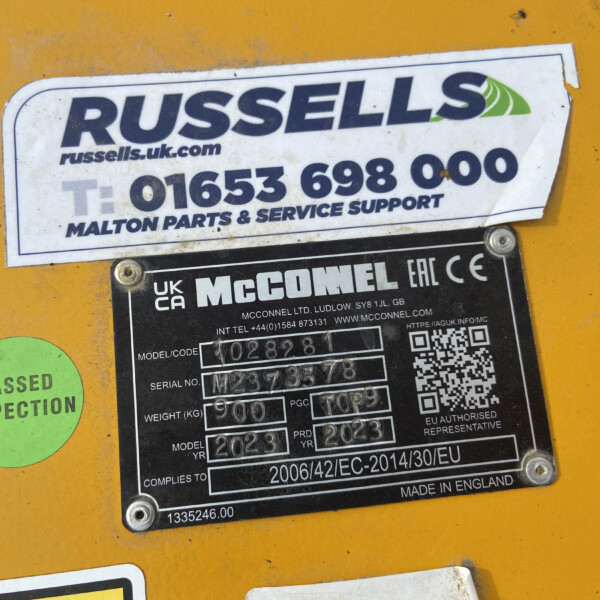 RUSSELLS
russells.uk.com
T: 01653 698 000
MALTON PARTS & SERVICE SUPPORT
UK CA McCONNEL EAC CE
MCCONNEL LTD. LUDLOW. SY8 1JL. GB
INT TEL +44(0)1584 873131 WWW.MCCONNEL.COM
HTTPS://AGUK.INFO/MC
MODEL/CODE 1028281
SERIAL NO. M2379578
WEIGHT (KG) 900 PGC TOP9
MODEL YR 2023 PRD YR 2023
EU AUTHORISED
REPRESENTATIVE
COMPLIES TO 2006/42/EC-2014/30/EU
1335246.00 MADE IN ENGLAND
ASSED
PECTION